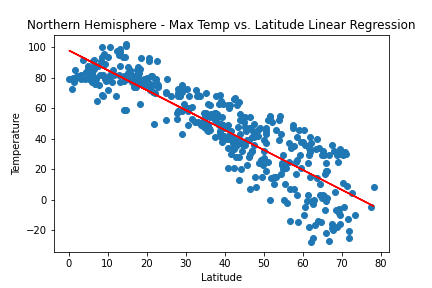 Northern Hemisphere - Max Temp vs. Latitude Linear Regression
100
80
60
40
20
0
−20
Temperature
0 10 20 30 40 50 60 70 80
Latitude